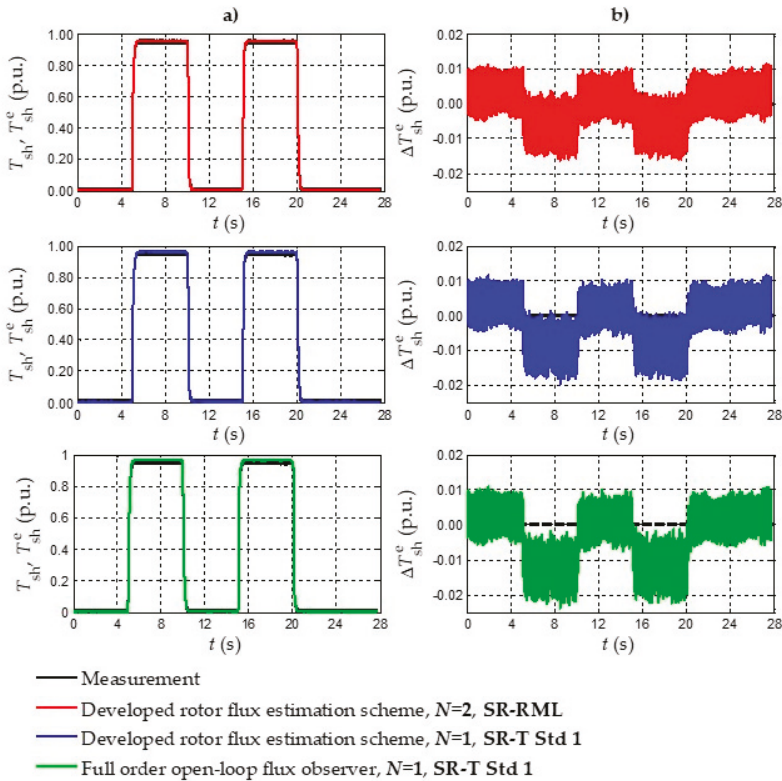 a)
b)
T_sh, T^e_sh (p.u.)
1.00
0.80
0.60
0.40
0.20
0.00
0 4 8 12 16 20 24 28
t (s)
ΔT^e_sh (p.u.)
0.02
0.01
0.00
-0.01
-0.02
0 4 8 12 16 20 24 28
t (s)
T_sh, T^e_sh (p.u.)
1.00
0.80
0.60
0.40
0.20
0.00
0 4 8 12 16 20 24 28
t (s)
ΔT^e_sh (p.u.)
0.02
0.01
0.00
-0.01
-0.02
0 4 8 12 16 20 24 28
t (s)
T_sh, T^e_sh (p.u.)
1
0.8
0.6
0.4
0.2
0
0 4 8 12 16 20 24 28
t (s)
ΔT^e_sh (p.u.)
0.02
0.01
0.00
-0.01
-0.02
0 4 8 12 16 20 24 28
t (s)
Measurement
Developed rotor flux estimation scheme, N=2, SR-RML
Developed rotor flux estimation scheme, N=1, SR-T Std 1
Full order open-loop flux observer, N=1, SR-T Std 1